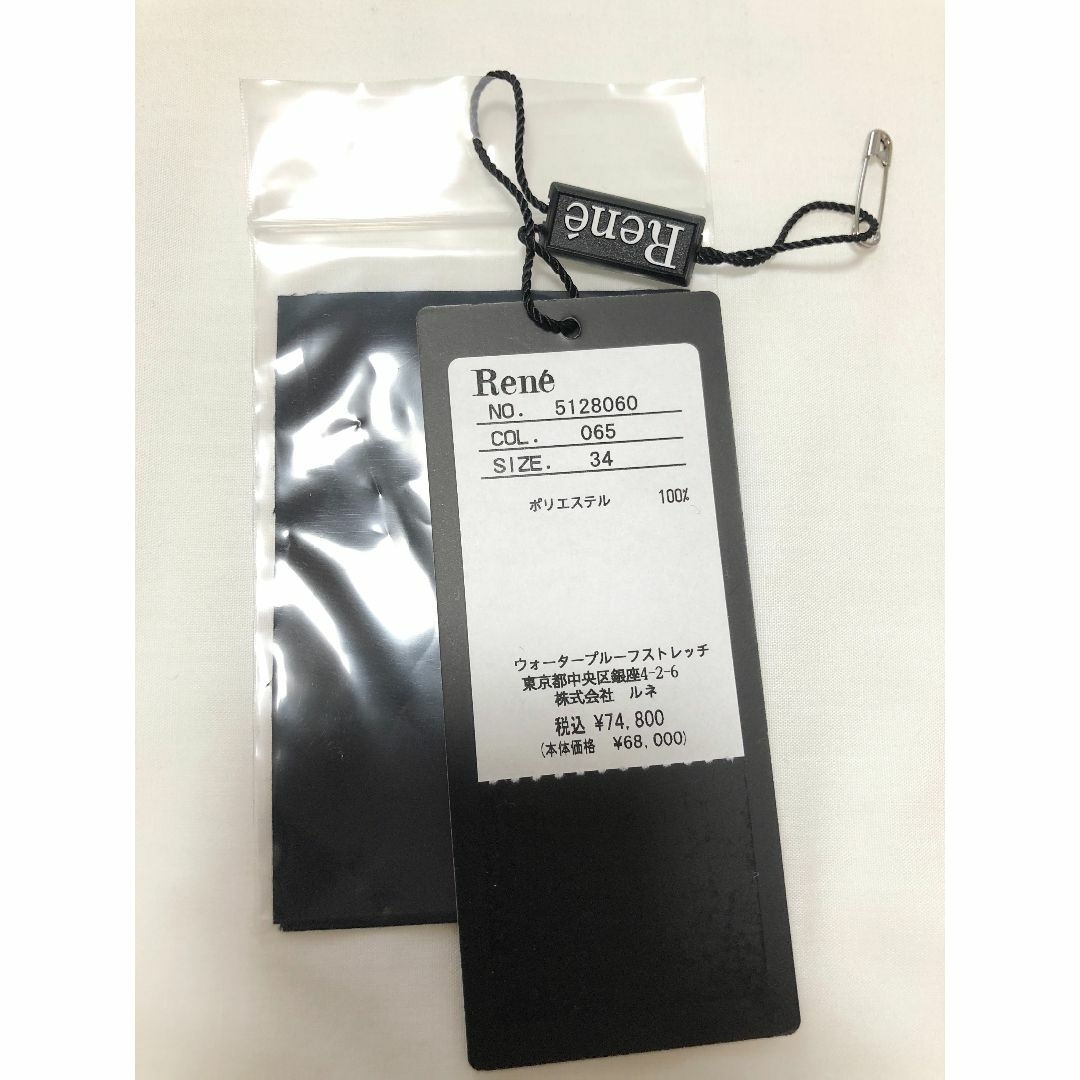 René
René
NO. 5128060
COL. 065
SIZE. 34
ポリエステル 100%
ウォータープルーフストレッチ
東京都中央区銀座4-2-6
株式会社 ルネ
税込 ¥74,800
(本体価格 ¥68,000)